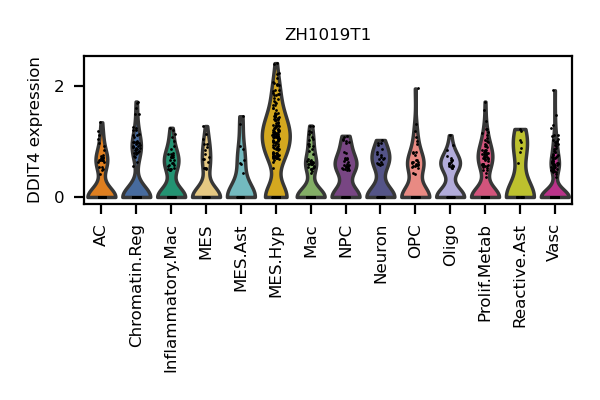 ZH1019T1
DDIT4 expression
2
0
AC
Chromatin.Reg
Inflammatory.Mac
MES
MES.Ast
MES.Hyp
Mac
NPC
Neuron
OPC
Oligo
Prolif.Metab
Reactive.Ast
Vasc